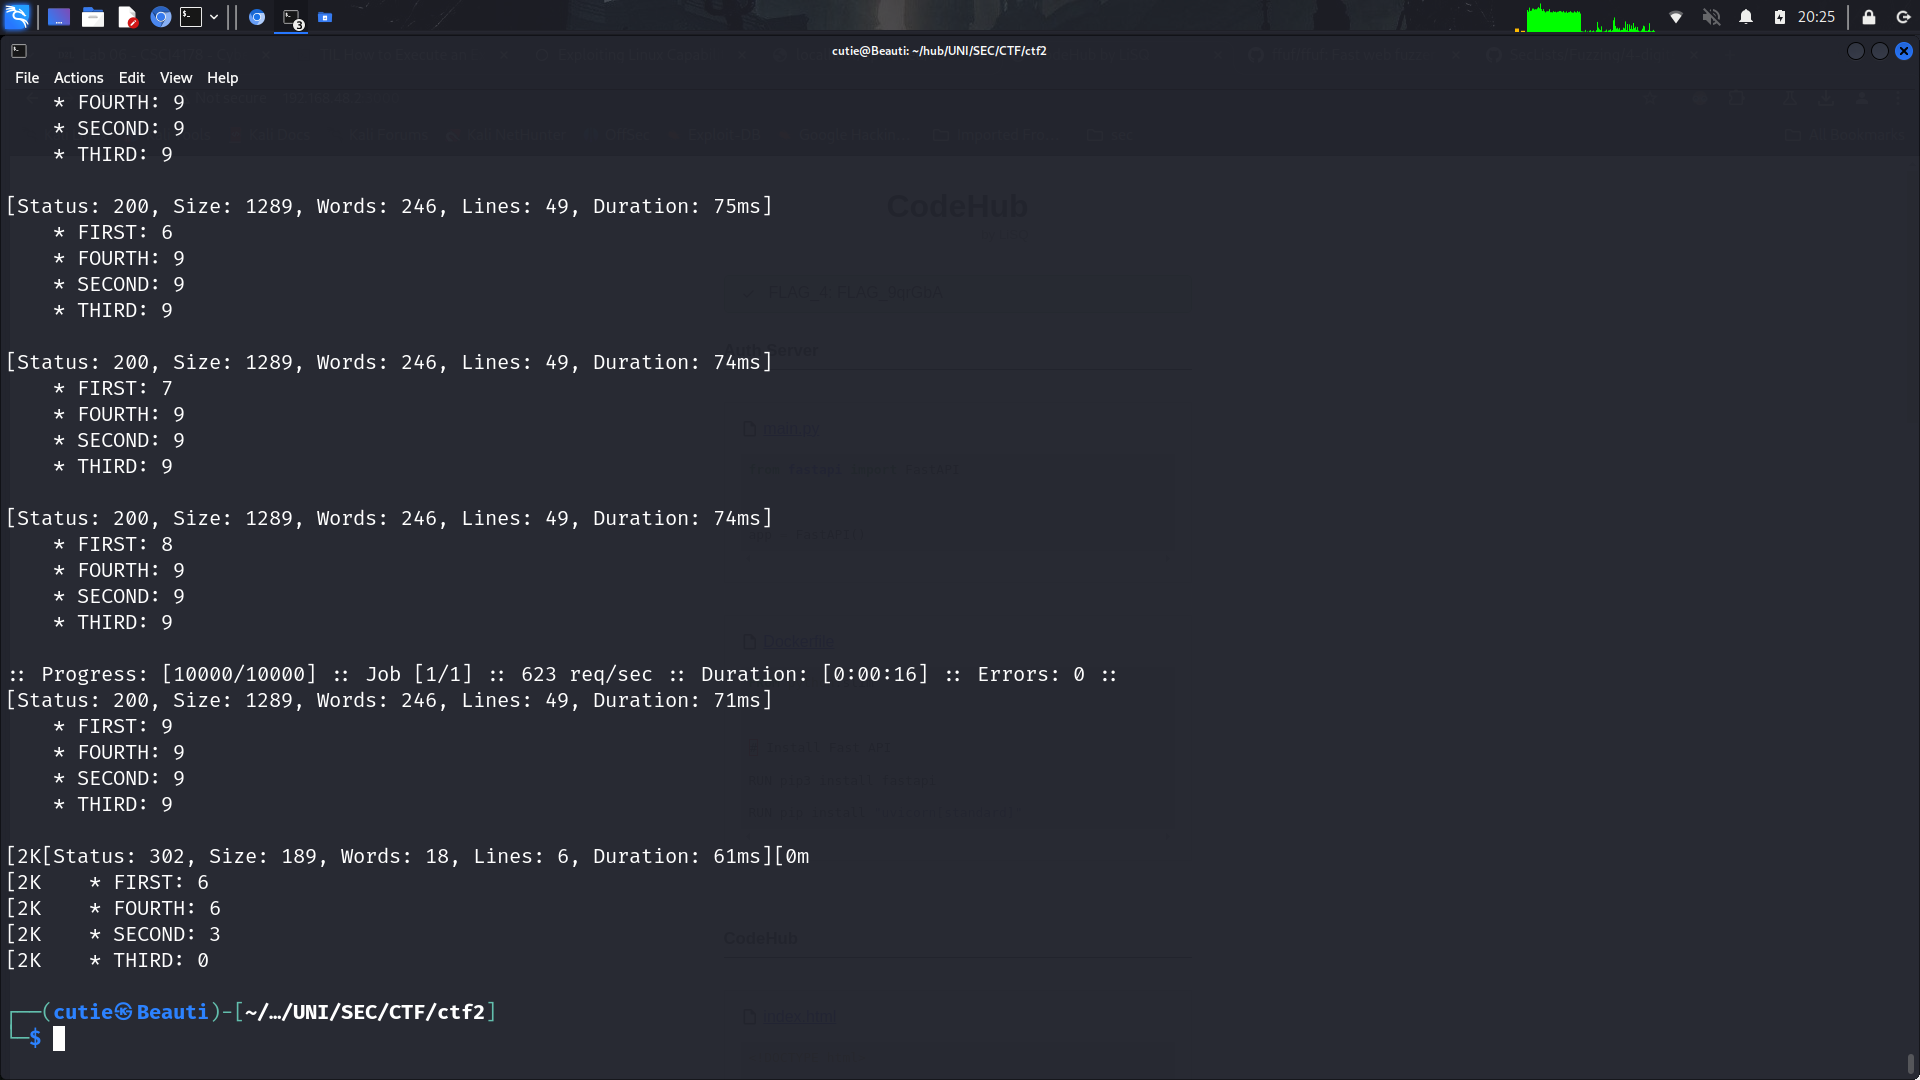 20:25
cutie@Beauti: ~/hub/UNI/SEC/CTF/ctf2
File Actions Edit View Help
* FOURTH: 9
* SECOND: 9
* THIRD: 9
[Status: 200, Size: 1289, Words: 246, Lines: 49, Duration: 75ms]
* FIRST: 6
* FOURTH: 9
* SECOND: 9
* THIRD: 9
[Status: 200, Size: 1289, Words: 246, Lines: 49, Duration: 74ms]
* FIRST: 7
* FOURTH: 9
* SECOND: 9
* THIRD: 9
[Status: 200, Size: 1289, Words: 246, Lines: 49, Duration: 74ms]
* FIRST: 8
* FOURTH: 9
* SECOND: 9
* THIRD: 9
:: Progress: [10000/10000] :: Job [1/1] :: 623 req/sec :: Duration: [0:00:16] :: Errors: 0 ::
[Status: 200, Size: 1289, Words: 246, Lines: 49, Duration: 71ms]
* FIRST: 9
* FOURTH: 9
* SECOND: 9
* THIRD: 9
[2K[Status: 302, Size: 189, Words: 18, Lines: 6, Duration: 61ms][0m
[2K    * FIRST: 6
[2K    * FOURTH: 6
[2K    * SECOND: 3
[2K    * THIRD: 0
┌──(cutie㉿Beauti)-[~/…/UNI/SEC/CTF/ctf2]
└─$
CodeHub
Auth Server
Dockerfile
CodeHub
index.html